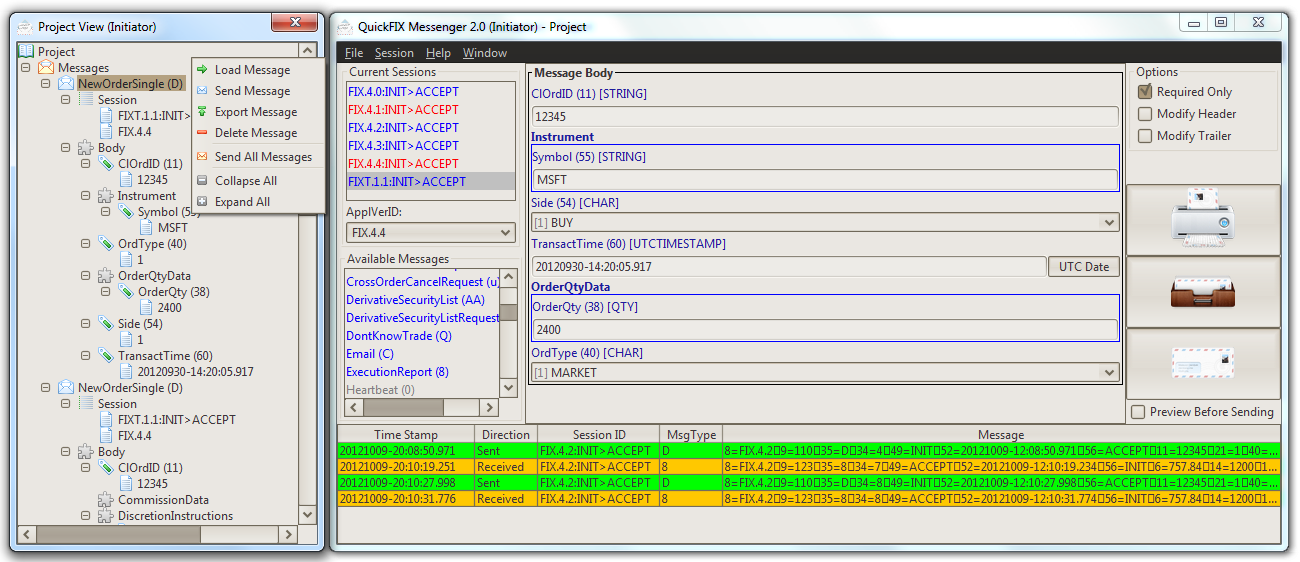 Project View (Initiator)
Project
Messages
NewOrderSingle (D)
Session
FIXT.1.1:INIT>
FIX.4.4
Body
ClOrdID (11)
12345
Instrument
Symbol (55)
MSFT
OrdType (40)
1
OrderQtyData
OrderQty (38)
2400
Side (54)
1
TransactTime (60)
20120930-14:20:05.917
NewOrderSingle (D)
Session
FIXT.1.1:INIT>ACCEPT
FIX.4.4
Body
ClOrdID (11)
12345
CommissionData
DiscretionInstructions
Load Message
Send Message
Export Message
Delete Message
Send All Messages
Collapse All
Expand All
QuickFIX Messenger 2.0 (Initiator) - Project
File Session Help Window
Current Sessions
FIX.4.0:INIT>ACCEPT
FIX.4.1:INIT>ACCEPT
FIX.4.2:INIT>ACCEPT
FIX.4.3:INIT>ACCEPT
FIX.4.4:INIT>ACCEPT
FIXT.1.1:INIT>ACCEPT
ApplVerID:
FIX.4.4
Available Messages
CrossOrderCancelRequest (u)
DerivativeSecurityList (AA)
DerivativeSecurityListRequest
DontKnowTrade (Q)
Email (C)
ExecutionReport (8)
Heartbeat (0)
Message Body
ClOrdID (11) [STRING]
12345
Instrument
Symbol (55) [STRING]
MSFT
Side (54) [CHAR]
[1] BUY
TransactTime (60) [UTCTIMESTAMP]
20120930-14:20:05.917 UTC Date
OrderQtyData
OrderQty (38) [QTY]
2400
OrdType (40) [CHAR]
[1] MARKET
Options
Required Only
Modify Header
Modify Trailer
Preview Before Sending
Time Stamp Direction Session ID MsgType Message
20121009-20:08:50.971 Sent FIX.4.2:INIT>ACCEPT D 8=FIX.4.2▯9=110▯35=D▯34=4▯49=INIT▯52=20121009-12:08:50.971▯56=ACCEPT▯11=12345▯21=1▯40=...
20121009-20:10:19.251 Received FIX.4.2:INIT>ACCEPT 8 8=FIX.4.2▯9=123▯35=8▯34=7▯49=ACCEPT▯52=20121009-12:10:19.234▯56=INIT▯6=757.84▯14=1200▯1...
20121009-20:10:27.998 Sent FIX.4.2:INIT>ACCEPT D 8=FIX.4.2▯9=110▯35=D▯34=8▯49=INIT▯52=20121009-12:10:27.998▯56=ACCEPT▯11=12345▯21=1▯40=...
20121009-20:10:31.776 Received FIX.4.2:INIT>ACCEPT 8 8=FIX.4.2▯9=123▯35=8▯34=8▯49=ACCEPT▯52=20121009-12:10:31.774▯56=INIT▯6=757.84▯14=1200▯1...